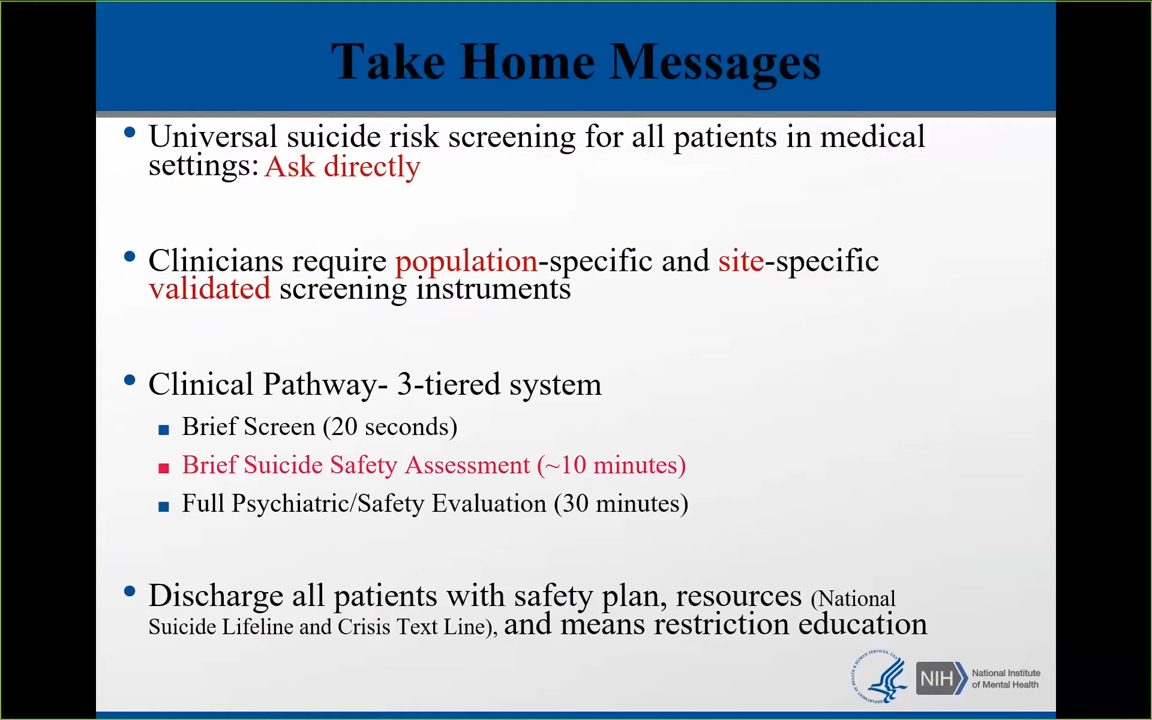 Take Home Messages
• Universal suicide risk screening for all patients in medical
settings: Ask directly
• Clinicians require population-specific and site-specific
validated screening instruments
• Clinical Pathway- 3-tiered system
■ Brief Screen (20 seconds)
■ Brief Suicide Safety Assessment (~10 minutes)
■ Full Psychiatric/Safety Evaluation (30 minutes)
• Discharge all patients with safety plan, resources (National
Suicide Lifeline and Crisis Text Line), and means restriction education
NIH
National Institute
of Mental Health